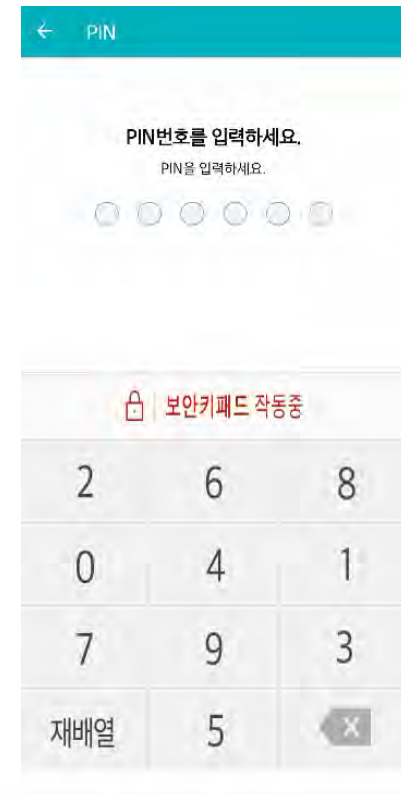 PIN
PIN번호를 입력하세요.
PIN을 입력하세요.
보안키패드 작동중
2 6 8
0 4 1
7 9 3
재배열 5 X